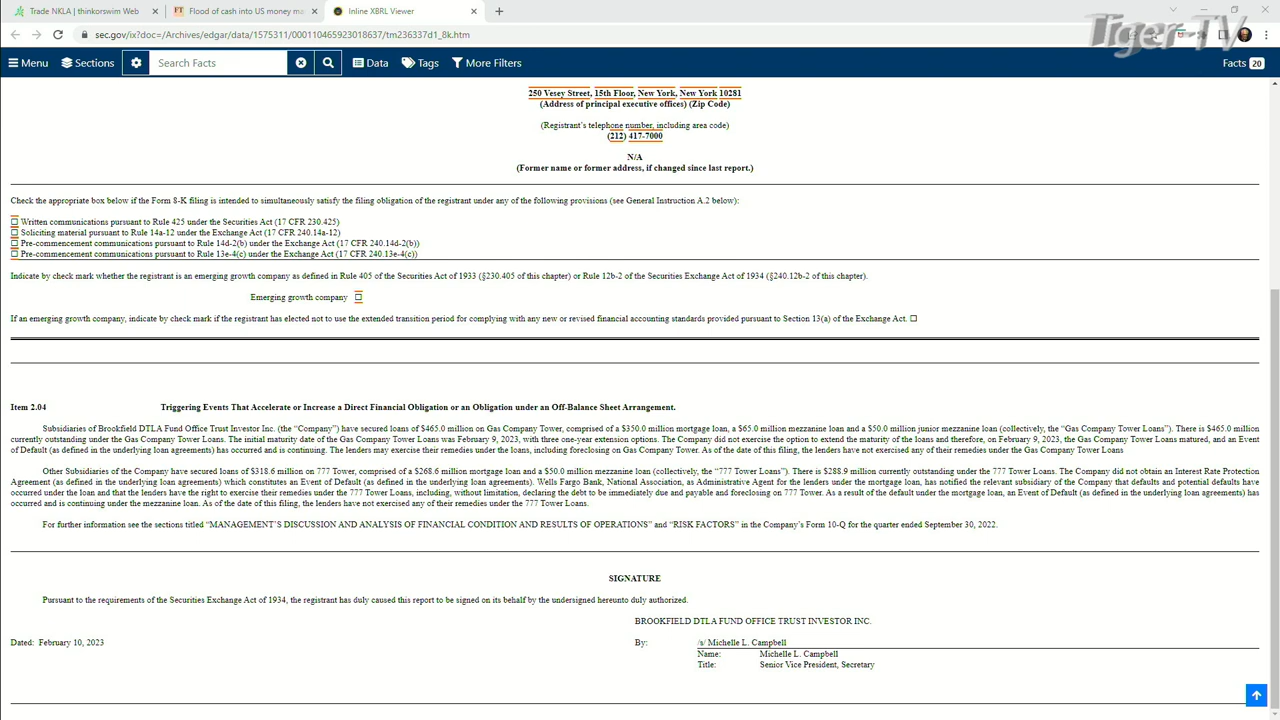 Trade NKLA | thinkorswim Web
Flood of cash into US money ma
Inline XBRL Viewer
Tiger-TV
sec.gov/ix?doc=/Archives/edgar/data/1575311/000110465923018637/tm236337d1_8k.htm
Menu Sections Search Facts Data Tags More Filters Facts 20
250 Vesey Street, 15th Floor, New York, New York 10281
(Address of principal executive offices) (Zip Code)
(Registrant's telephone number, including area code)
(212) 417-7000
N/A
(Former name or former address, if changed since last report.)
Check the appropriate box below if the Form 8-K filing is intended to simultaneously satisfy the filing obligation of the registrant under any of the following provisions (see General Instruction A.2 below):
☐ Written communications pursuant to Rule 425 under the Securities Act (17 CFR 230.425)
☐ Soliciting material pursuant to Rule 14a-12 under the Exchange Act (17 CFR 240.14a-12)
☐ Pre-commencement communications pursuant to Rule 14d-2(b) under the Exchange Act (17 CFR 240.14d-2(b))
☐ Pre-commencement communications pursuant to Rule 13e-4(c) under the Exchange Act (17 CFR 240.13e-4(c))
Indicate by check mark whether the registrant is an emerging growth company as defined in Rule 405 of the Securities Act of 1933 (§230.405 of this chapter) or Rule 12b-2 of the Securities Exchange Act of 1934 (§240.12b-2 of this chapter).
Emerging growth company ☐
If an emerging growth company, indicate by check mark if the registrant has elected not to use the extended transition period for complying with any new or revised financial accounting standards provided pursuant to Section 13(a) of the Exchange Act. ☐
Item 2.04 Triggering Events That Accelerate or Increase a Direct Financial Obligation or an Obligation under an Off-Balance Sheet Arrangement.
Subsidiaries of Brookfield DTLA Fund Office Trust Investor Inc. (the "Company") have secured loans of $465.0 million on Gas Company Tower, comprised of a $350.0 million mortgage loan, a $65.0 million mezzanine loan and a $50.0 million junior mezzanine loan (collectively, the "Gas Company Tower Loans"). There is $465.0 million
currently outstanding under the Gas Company Tower Loans. The initial maturity date of the Gas Company Tower Loans was February 9, 2023, with three one-year extension options. The Company did not exercise the option to extend the maturity of the loans and therefore, on February 9, 2023, the Gas Company Tower Loans matured, and an Event
of Default (as defined in the underlying loan agreements) has occurred and is continuing. The lenders may exercise their remedies under the loans, including foreclosing on Gas Company Tower. As of the date of this filing, the lenders have not exercised any of their remedies under the Gas Company Tower Loans
Other Subsidiaries of the Company have secured loans of $318.6 million on 777 Tower, comprised of a $268.6 million mortgage loan and a $50.0 million mezzanine loan (collectively, the "777 Tower Loans"). There is $288.9 million currently outstanding under the 777 Tower Loans. The Company did not obtain an Interest Rate Protection
Agreement (as defined in the underlying loan agreements) which constitutes an Event of Default (as defined in the underlying loan agreements). Wells Fargo Bank, National Association, as Administrative Agent for the lenders under the mortgage loan, has notified the relevant subsidiary of the Company that defaults and potential defaults have
occurred under the loan and that the lenders have the right to exercise their remedies under the 777 Tower Loans, including, without limitation, declaring the debt to be immediately due and payable and foreclosing on 777 Tower. As a result of the default under the mortgage loan, an Event of Default (as defined in the underlying loan agreements) has
occurred and is continuing under the mezzanine loan. As of the date of this filing, the lenders have not exercised any of their remedies under the 777 Tower Loans.
For further information see the sections titled "MANAGEMENT'S DISCUSSION AND ANALYSIS OF FINANCIAL CONDITION AND RESULTS OF OPERATIONS" and "RISK FACTORS" in the Company's Form 10-Q for the quarter ended September 30, 2022.
SIGNATURE
Pursuant to the requirements of the Securities Exchange Act of 1934, the registrant has duly caused this report to be signed on its behalf by the undersigned hereunto duly authorized.
BROOKFIELD DTLA FUND OFFICE TRUST INVESTOR INC.
Dated: February 10, 2023 By: /s/ Michelle L. Campbell
Name: Michelle L. Campbell
Title: Senior Vice President, Secretary